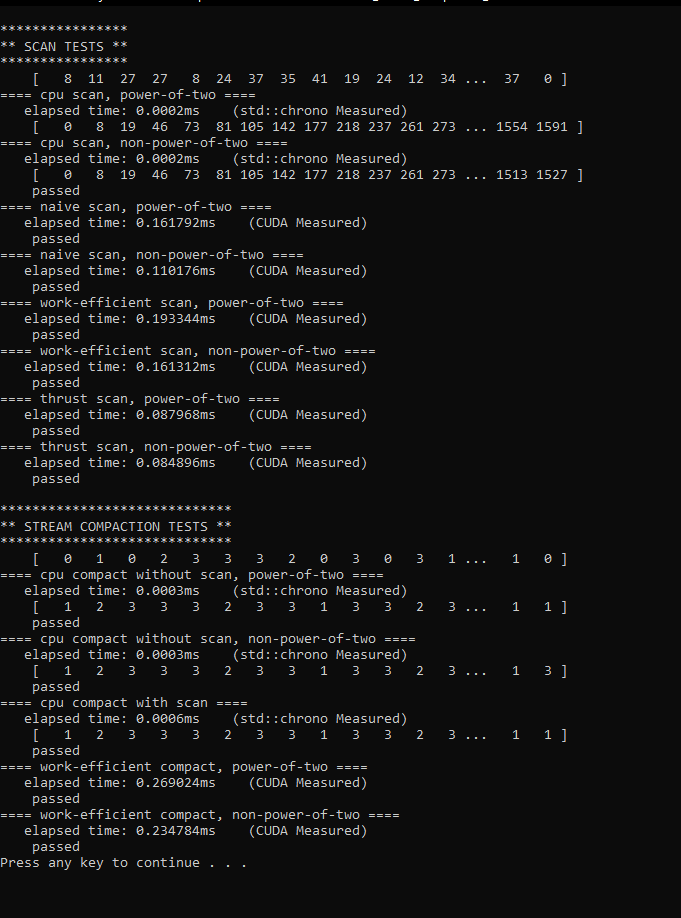 ****************
** SCAN TESTS **
****************
    [   8  11  27  27   8  24  37  35  41  19  24  12  34 ...  37   0 ]
==== cpu scan, power-of-two ====
   elapsed time: 0.0002ms    (std::chrono Measured)
    [   0   8  19  46  73  81 105 142 177 218 237 261 273 ... 1554 1591 ]
==== cpu scan, non-power-of-two ====
   elapsed time: 0.0002ms    (std::chrono Measured)
    [   0   8  19  46  73  81 105 142 177 218 237 261 273 ... 1513 1527 ]
    passed
==== naive scan, power-of-two ====
   elapsed time: 0.161792ms    (CUDA Measured)
    passed
==== naive scan, non-power-of-two ====
   elapsed time: 0.110176ms    (CUDA Measured)
    passed
==== work-efficient scan, power-of-two ====
   elapsed time: 0.193344ms    (CUDA Measured)
    passed
==== work-efficient scan, non-power-of-two ====
   elapsed time: 0.161312ms    (CUDA Measured)
    passed
==== thrust scan, power-of-two ====
   elapsed time: 0.087968ms    (CUDA Measured)
    passed
==== thrust scan, non-power-of-two ====
   elapsed time: 0.084896ms    (CUDA Measured)
    passed

*****************************
** STREAM COMPACTION TESTS **
*****************************
    [   0   1   0   2   3   3   3   2   0   3   0   3   1 ...   1   0 ]
==== cpu compact without scan, power-of-two ====
   elapsed time: 0.0003ms    (std::chrono Measured)
    [   1   2   3   3   3   2   3   3   1   3   3   2   3 ...   1   1 ]
    passed
==== cpu compact without scan, non-power-of-two ====
   elapsed time: 0.0003ms    (std::chrono Measured)
    [   1   2   3   3   3   2   3   3   1   3   3   2   3 ...   1   3 ]
    passed
==== cpu compact with scan ====
   elapsed time: 0.0006ms    (std::chrono Measured)
    [   1   2   3   3   3   2   3   3   1   3   3   2   3 ...   1   1 ]
    passed
==== work-efficient compact, power-of-two ====
   elapsed time: 0.269024ms    (CUDA Measured)
    passed
==== work-efficient compact, non-power-of-two ====
   elapsed time: 0.234784ms    (CUDA Measured)
    passed
Press any key to continue . . .